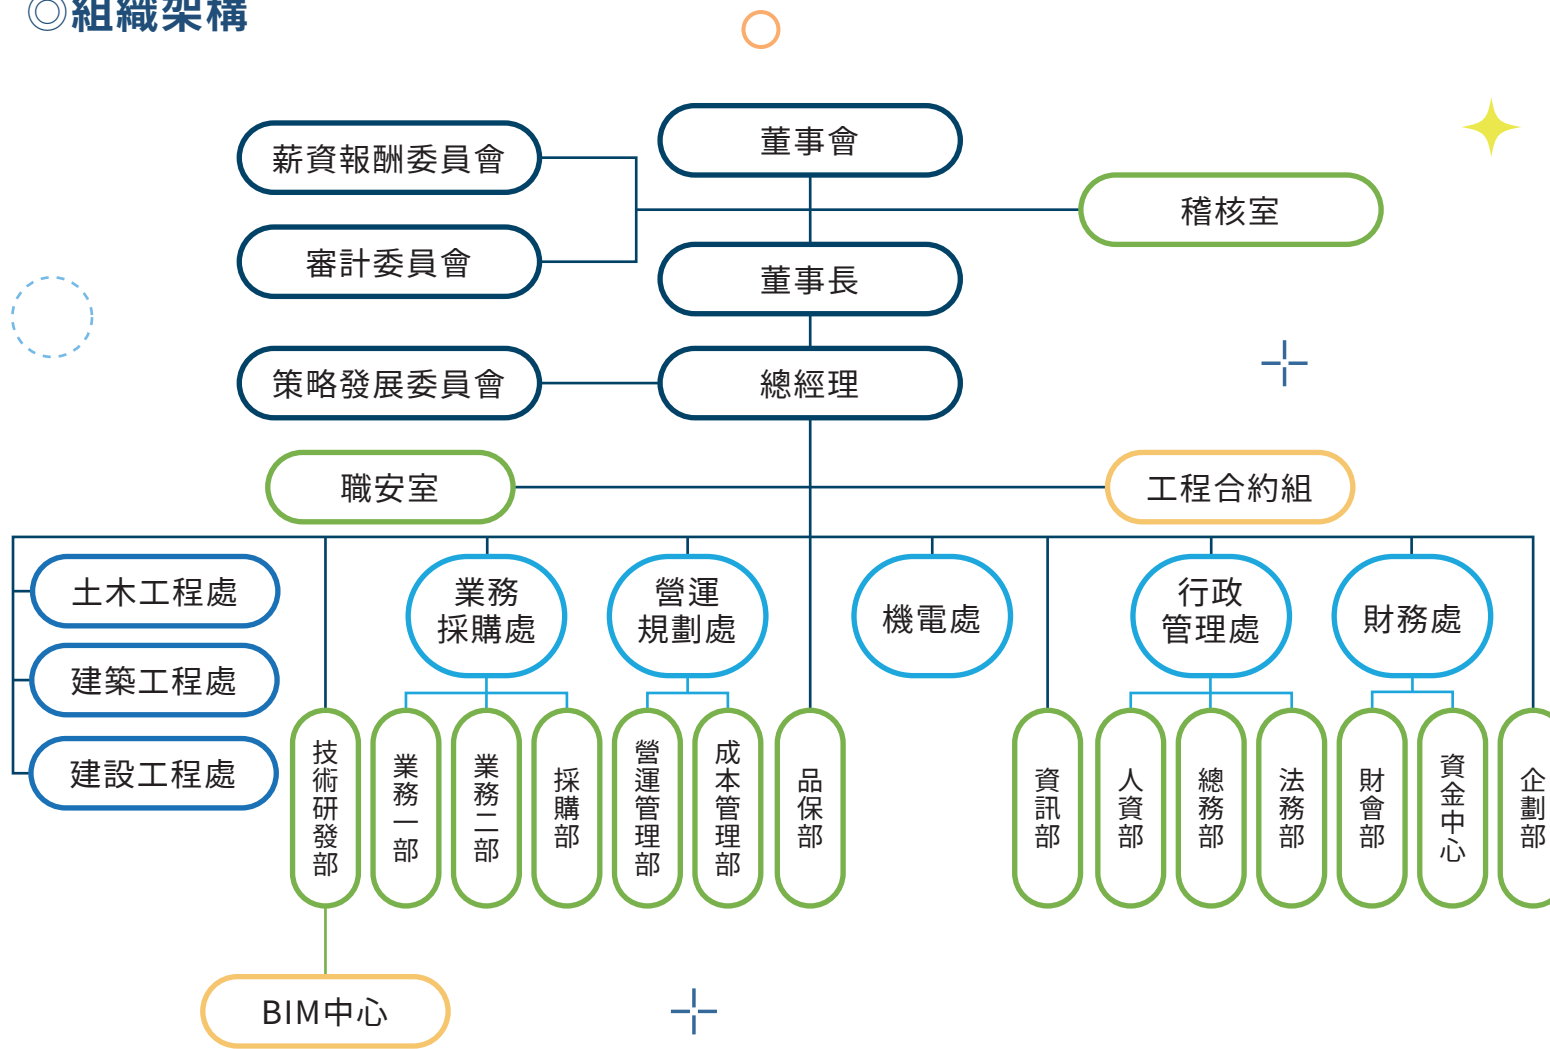 ◎組織架構
董事會
薪資報酬委員會
稽核室
審計委員會
董事長
策略發展委員會
總經理
職安室
工程合約組
土木工程處
建築工程處
建設工程處
業務
採購處
營運
規劃處
機電處
行政
管理處
財務處
技術研發部
業務一部
業務二部
採購部
營運管理部
成本管理部
品保部
資訊部
人資部
總務部
法務部
財會部
資金中心
企劃部
BIM中心